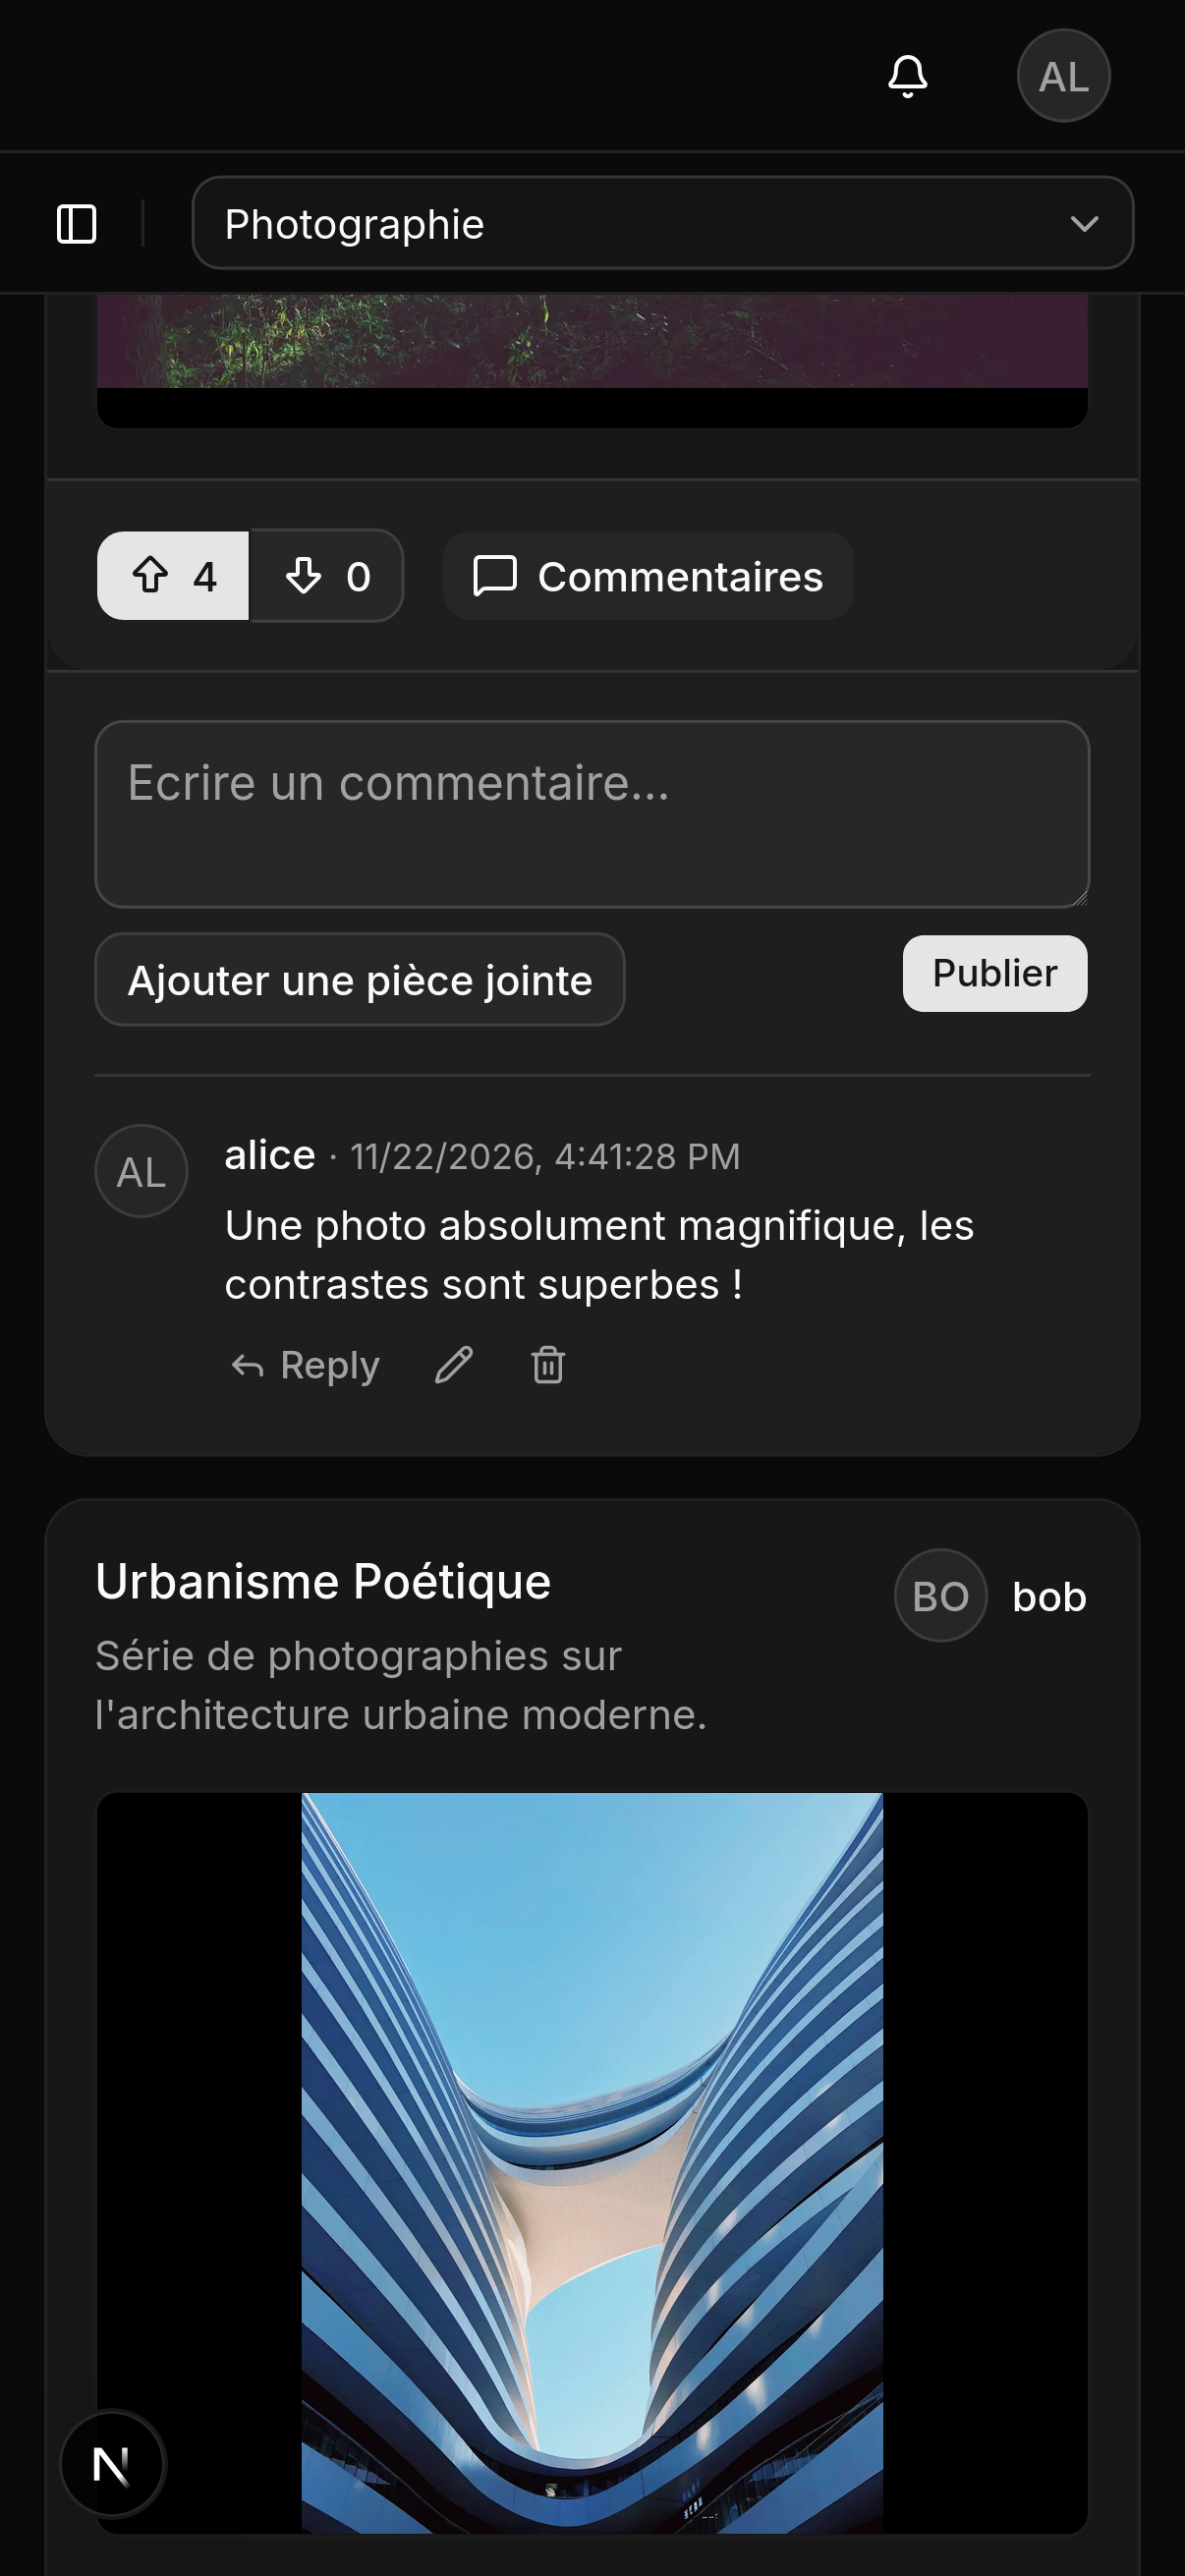 AL
Photographie
4
0
Commentaires
Ecrire un commentaire...
Ajouter une pièce jointe
Publier
AL
alice · 11/22/2026, 4:41:28 PM
Une photo absolument magnifique, les
contrastes sont superbes !
Reply
Urbanisme Poétique
BO
bob
Série de photographies sur
l'architecture urbaine moderne.
N